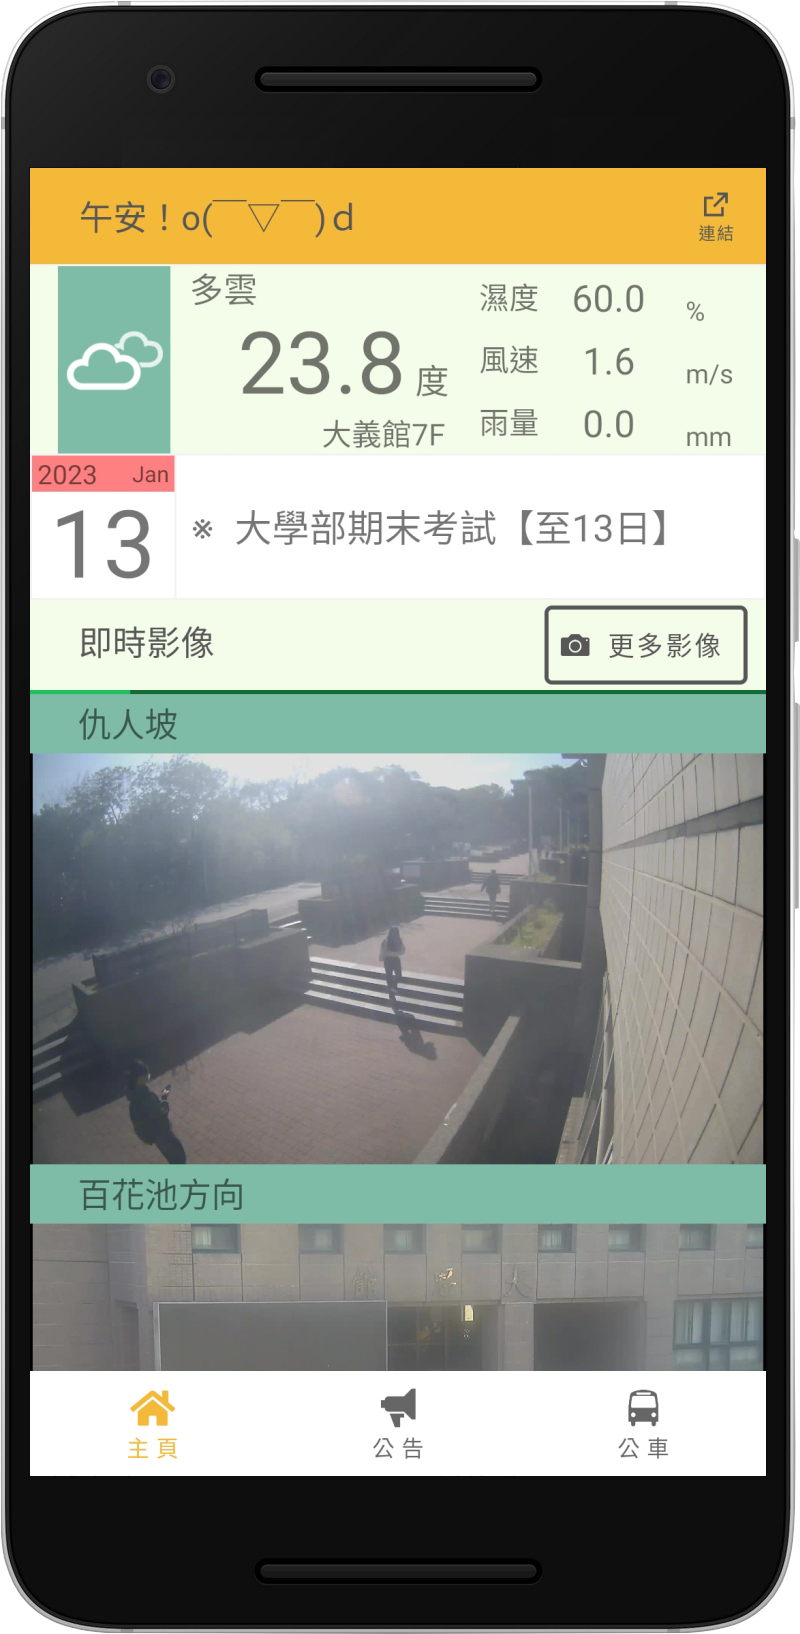 午安！o(￣▽￣)ｄ
連結
多雲
23.8 度
大義館7F
濕度 60.0 %
風速 1.6 m/s
雨量 0.0 mm
2023 Jan
13
※ 大學部期末考試【至13日】
即時影像
更多影像
仇人坡
百花池方向
館 忠 大
主頁
公告
公車